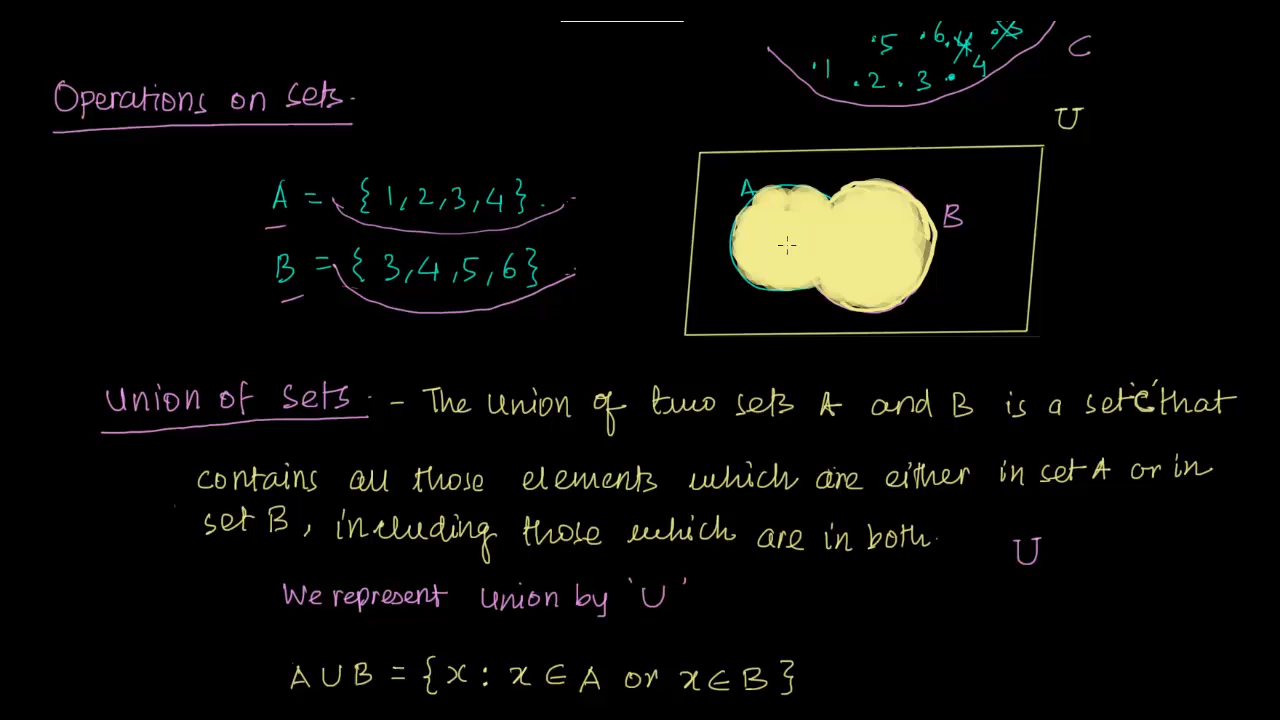 .5 .6
.1 .2 .3 4
C
Operations on sets.
U
A = {1,2,3,4}.
B = {3,4,5,6}
A
B
Union of sets. - The union of two sets A and B is a set 'C' that
contains all those elements which are either in set A or in
set B, including those which are in both.
U
We represent union by 'U'
A∪B = {x : x ∈ A or x ∈ B}